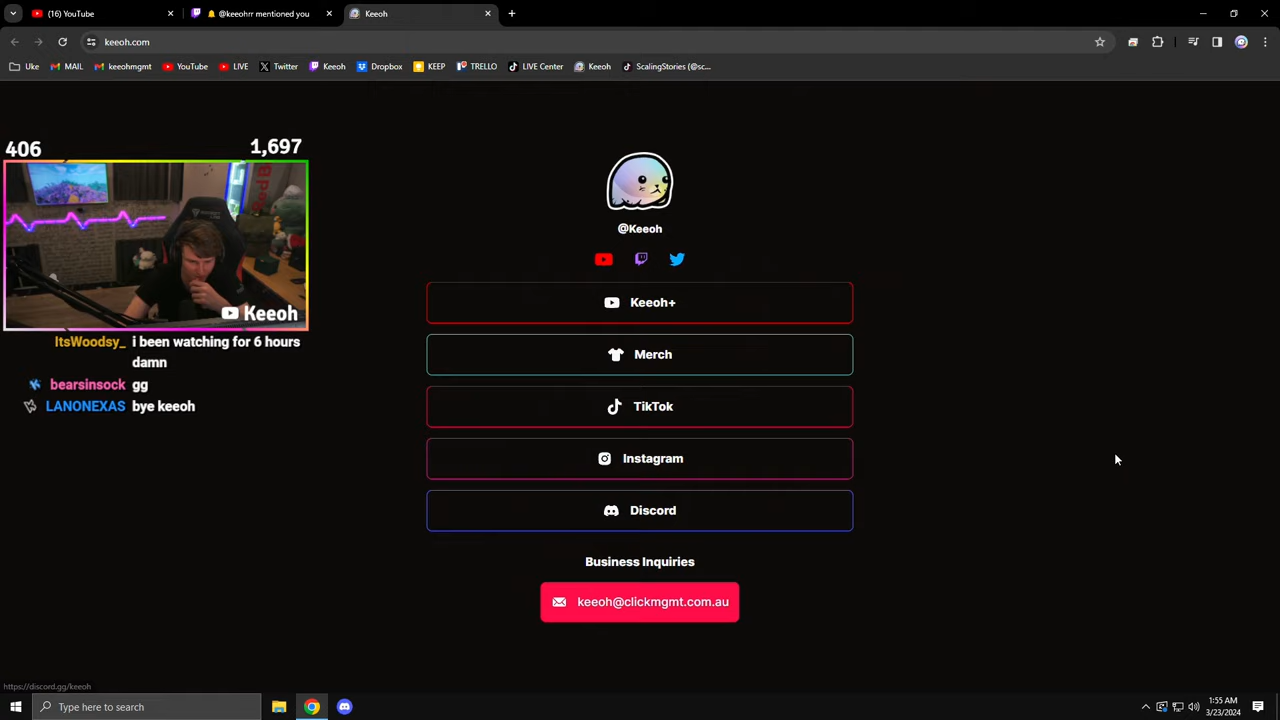 (16) YouTube
@keeohrr mentioned you
Keeoh
keeoh.com
Uke
MAIL
keeohmgmt
YouTube
LIVE
Twitter
Keeoh
Dropbox
KEEP
TRELLO
LIVE Center
Keeoh
ScalingStories (@sc...
406
1,697
Keeoh
ItsWoodsy_ i been watching for 6 hours
damn
bearsinsock gg
LANONEXAS bye keeoh
@Keeoh
Keeoh+
Merch
TikTok
Instagram
Discord
Business Inquiries
keeoh@clickmgmt.com.au
https://discord.gg/keeoh
Type here to search
1:55 AM
3/23/2024